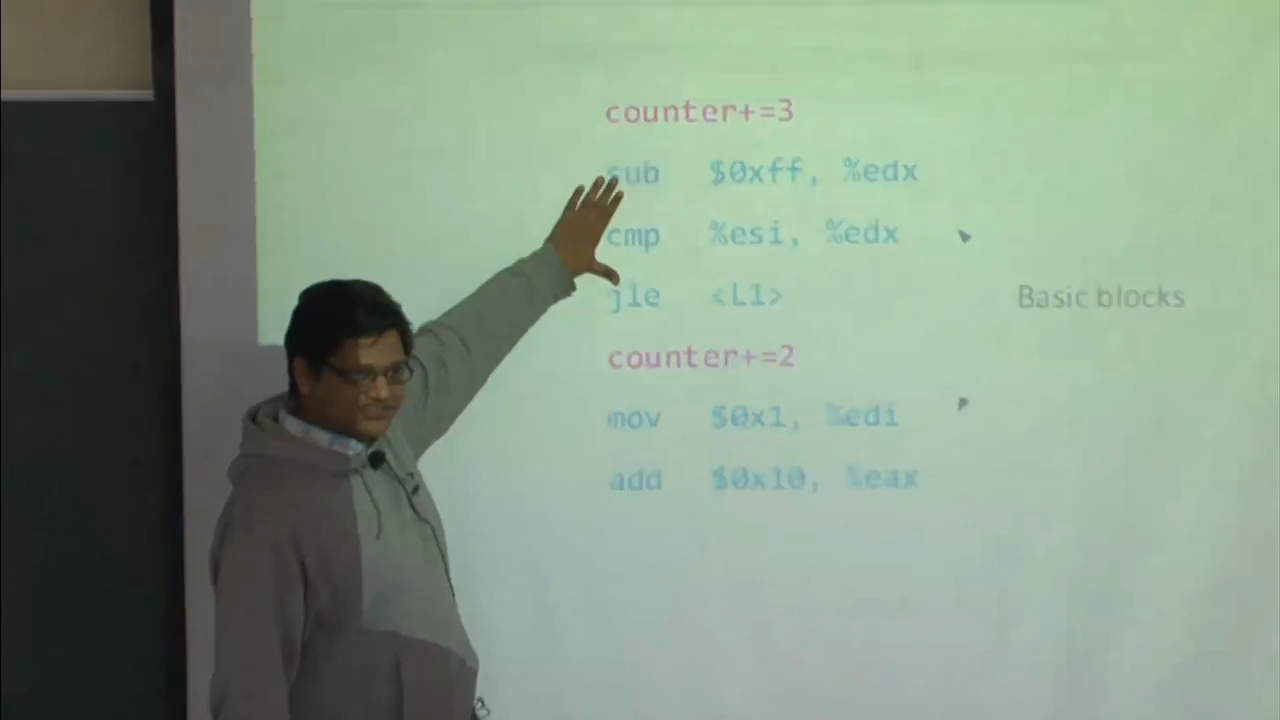 counter+=3
sub $0xff, %edx
cmp %esi, %edx
jle <L1>
Basic blocks
counter+=2
mov $0x1, %edi
add $0x10, %eax